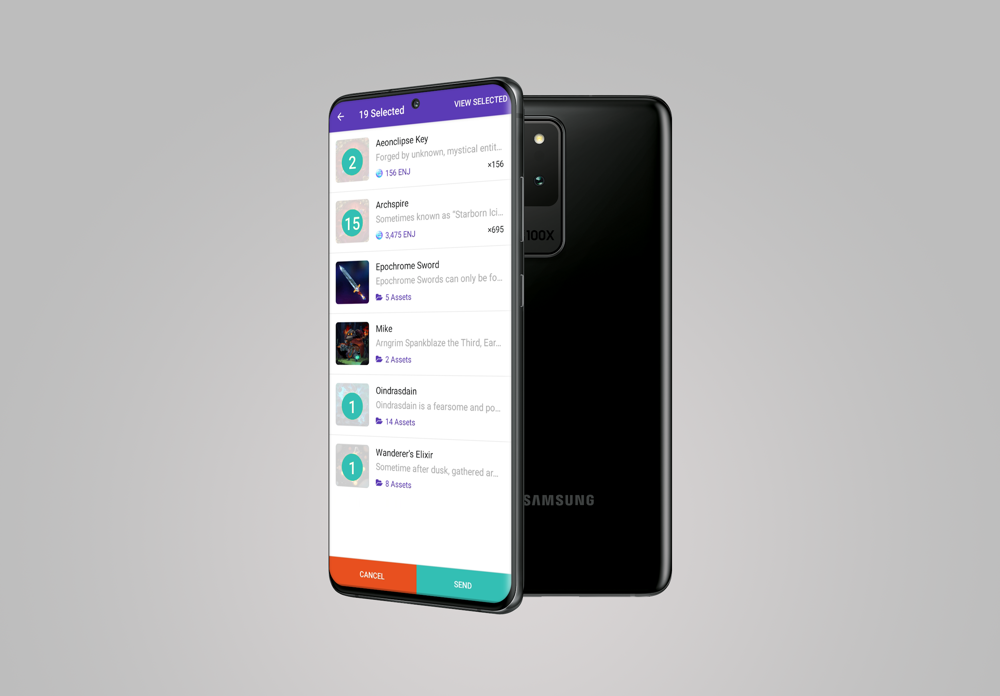 19 Selected
VIEW SELECTED
2
Aeonclipse Key
Forged by unknown, mystical entit...
156 ENJ
×156
15
Archspire
Sometimes known as “Starborn Ici...
3,475 ENJ
×695
Epochrome Sword
Epochrome Swords can only be fo...
5 Assets
Mike
Arngrim Spankblaze the Third, Ear...
2 Assets
1
Oindrasdain
Oindrasdain is a fearsome and po...
14 Assets
1
Wanderer's Elixir
Sometime after dusk, gathered ar...
8 Assets
CANCEL
SEND
100X
SAMSUNG